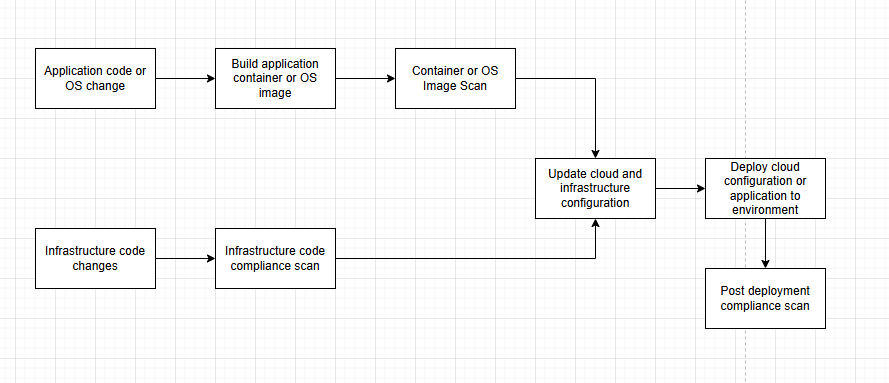 Application code or
OS change
Build application
container or OS
image
Container or OS
Image Scan
Update cloud and
infrastructure
configuration
Deploy cloud
configuration or
application to
environment
Infrastructure code
changes
Infrastructure code
compliance scan
Post deployment
compliance scan